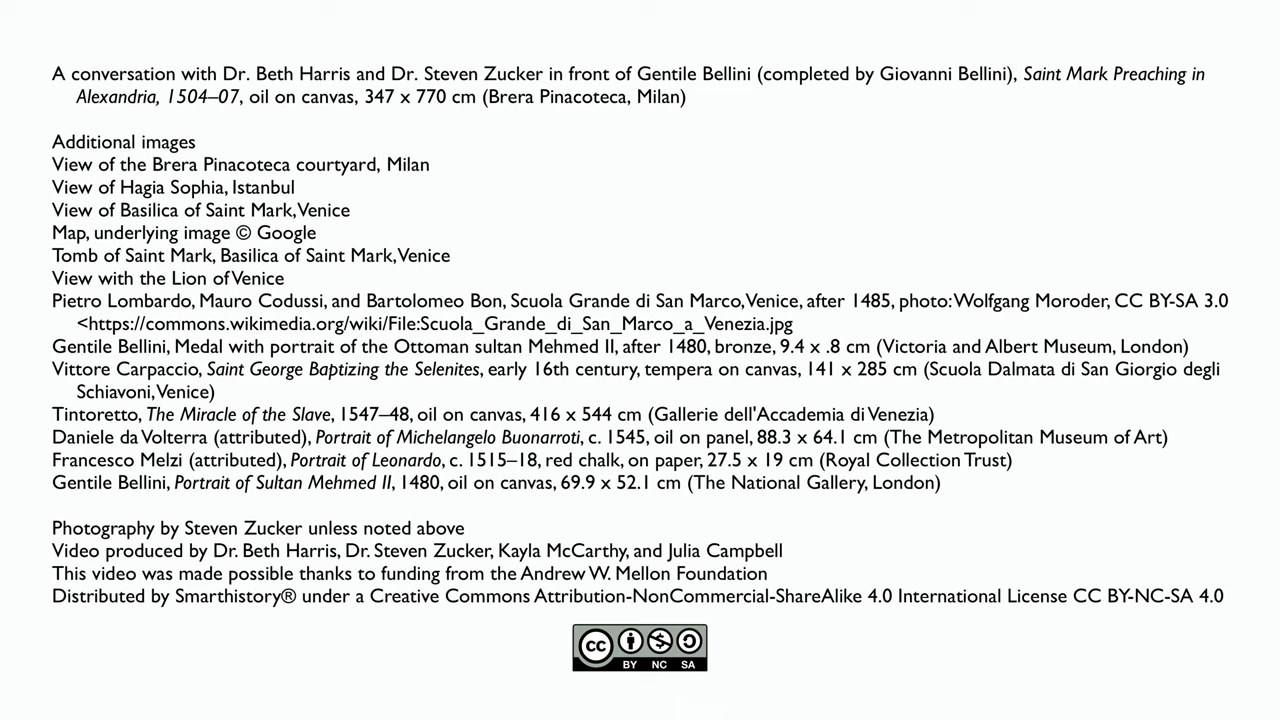 A conversation with Dr. Beth Harris and Dr. Steven Zucker in front of Gentile Bellini (completed by Giovanni Bellini), Saint Mark Preaching in
Alexandria, 1504–07, oil on canvas, 347 x 770 cm (Brera Pinacoteca, Milan)
Additional images
View of the Brera Pinacoteca courtyard, Milan
View of Hagia Sophia, Istanbul
View of Basilica of Saint Mark, Venice
Map, underlying image © Google
Tomb of Saint Mark, Basilica of Saint Mark, Venice
View with the Lion of Venice
Pietro Lombardo, Mauro Codussi, and Bartolomeo Bon, Scuola Grande di San Marco, Venice, after 1485, photo: Wolfgang Moroder, CC BY-SA 3.0
<https://commons.wikimedia.org/wiki/File:Scuola_Grande_di_San_Marco_a_Venezia.jpg
Gentile Bellini, Medal with portrait of the Ottoman sultan Mehmed II, after 1480, bronze, 9.4 x .8 cm (Victoria and Albert Museum, London)
Vittore Carpaccio, Saint George Baptizing the Selenites, early 16th century, tempera on canvas, 141 x 285 cm (Scuola Dalmata di San Giorgio degli
Schiavoni, Venice)
Tintoretto, The Miracle of the Slave, 1547–48, oil on canvas, 416 x 544 cm (Gallerie dell'Accademia di Venezia)
Daniele da Volterra (attributed), Portrait of Michelangelo Buonarroti, c. 1545, oil on panel, 88.3 x 64.1 cm (The Metropolitan Museum of Art)
Francesco Melzi (attributed), Portrait of Leonardo, c. 1515–18, red chalk, on paper, 27.5 x 19 cm (Royal Collection Trust)
Gentile Bellini, Portrait of Sultan Mehmed II, 1480, oil on canvas, 69.9 x 52.1 cm (The National Gallery, London)
Photography by Steven Zucker unless noted above
Video produced by Dr. Beth Harris, Dr. Steven Zucker, Kayla McCarthy, and Julia Campbell
This video was made possible thanks to funding from the Andrew W. Mellon Foundation
Distributed by Smarthistory® under a Creative Commons Attribution-NonCommercial-ShareAlike 4.0 International License CC BY-NC-SA 4.0
cc
BY NC SA